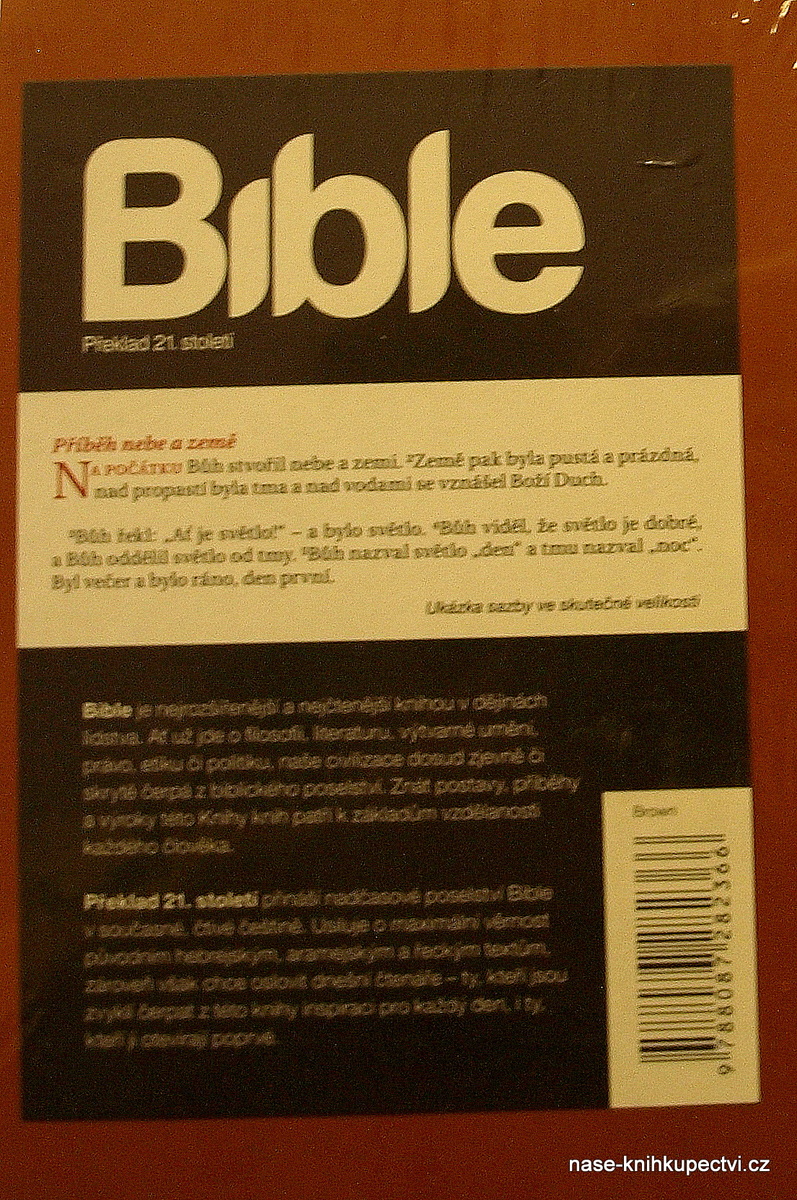 Bible
Překlad 21. století
Příběh nebe a země
NA POČÁTKU Bůh stvořil nebe a zemi. ²Země pak byla pustá a prázdná,
nad propastí byla tma a nad vodami se vznášel Boží Duch.
³Bůh řekl: „Ať je světlo!“ – a bylo světlo. ⁴Bůh viděl, že světlo je dobré,
a Bůh oddělil světlo od tmy. ⁵Bůh nazval světlo „den“ a tmu nazval „noc“.
Byl večer a bylo ráno, den první.
Ukázka sazby ve skutečné velikosti
Bible je nejrozšířenější a nejčtenější knihou v dějinách
lidstva. Ať už jde o filosofii, literaturu, výtvarné umění,
právo, etiku či politiku, naše civilizace dosud zjevně či
skrytě čerpá z biblického poselství. Znát postavy, příběhy
a výroky této Knihy knih patří k základům vzdělanosti
každého člověka.
Překlad 21. století přináší nadčasové poselství Bible
v současné, čtivé češtině. Usiluje o maximální věrnost
původním hebrejským, aramejským a řeckým textům,
zároveň však chce oslovit dnešní čtenáře – ty, kteří jsou
zvyklí čerpat z této knihy inspiraci pro každý den, i ty,
kteří ji otevírají poprvé.
Brown
9 788087 282366
nase-knihkupectvi.cz